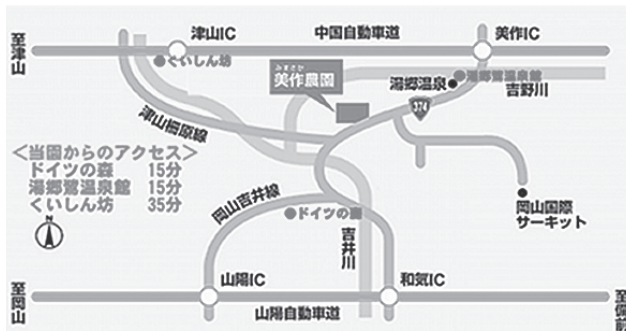 至津山
津山IC
中国自動車道
美作IC
くいしん坊
みまさか
美作農園
湯郷温泉
湯郷鷺温泉館
吉野川
374
津山柵原線
<当園からのアクセス>
ドイツの森 15分
湯郷鷺温泉館 15分
くいしん坊 35分
N
岡山吉井線
ドイツの森
吉井川
岡山国際
サーキット
至岡山
山陽IC
山陽自動車道
和気IC
至備前